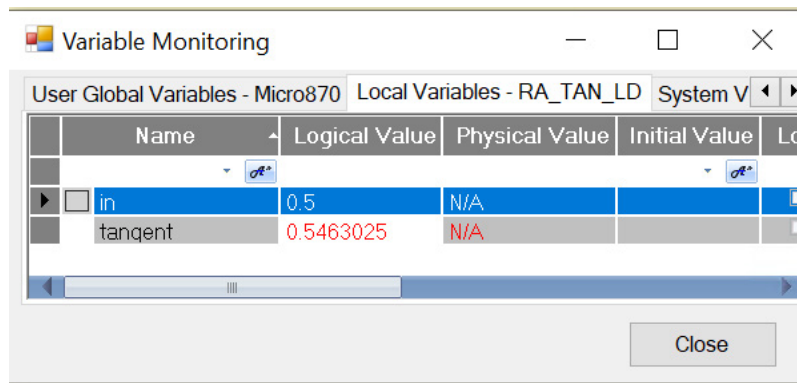 Variable Monitoring
User Global Variables - Micro870 Local Variables - RA_TAN_LD System V
Name Logical Value Physical Value Initial Value Lo
in 0.5 N/A
tangent 0.5463025 N/A
Close